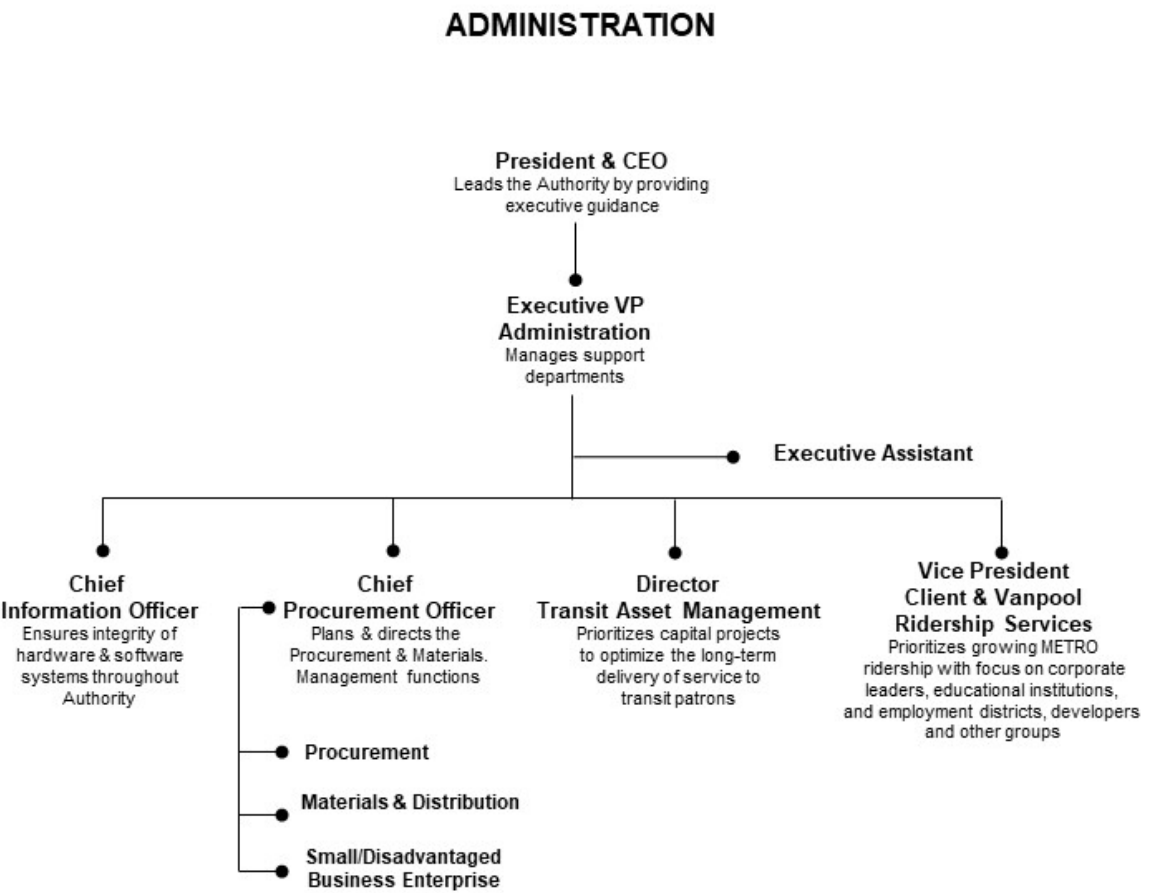 ADMINISTRATION
President & CEO
Leads the Authority by providing
executive guidance
Executive VP
Administration
Manages support
departments
Executive Assistant
Chief
Information Officer
Ensures integrity of
hardware & software
systems throughout
Authority
Chief
Procurement Officer
Plans & directs the
Procurement & Materials.
Management functions
Procurement
Materials & Distribution
Small/Disadvantaged
Business Enterprise
Director
Transit Asset Management
Prioritizes capital projects
to optimize the long-term
delivery of service to
transit patrons
Vice President
Client & Vanpool
Ridership Services
Prioritizes growing METRO
ridership with focus on corporate
leaders, educational institutions,
and employment districts, developers
and other groups